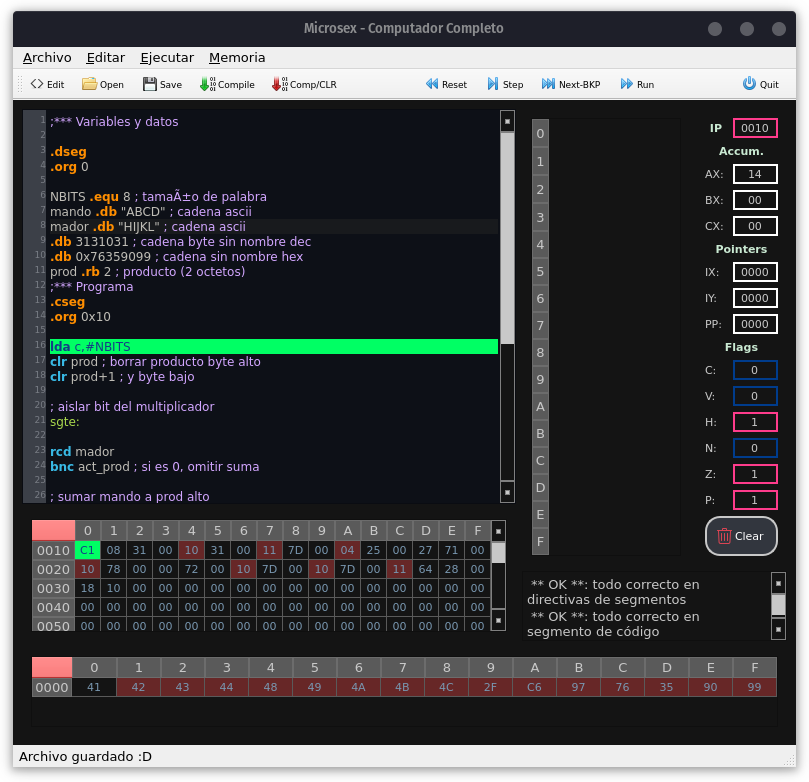 Microsex - Computador Completo
Archivo Editar Ejecutar Memoria
Edit Open Save Compile Comp/CLR Reset Step Next-BKP Run Quit
1 ;*** Variables y datos
2
3 .dseg
4 .org 0
5
6 NBITS .equ 8 ; tamaÃ±o de palabra
7 mando .db "ABCD" ; cadena ascii
8 mador .db "HIJKL" ; cadena ascii
9 .db 3131031 ; cadena byte sin nombre dec
10 .db 0x76359099 ; cadena sin nombre hex
11 prod .rb 2 ; producto (2 octetos)
12 ;*** Programa
13 .cseg
14 .org 0x10
15
16 lda c,#NBITS
17 clr prod ; borrar producto byte alto
18 clr prod+1 ; y byte bajo
19
20 ; aislar bit del multiplicador
21 sgte:
22
23 rcd mador
24 bnc act_prod ; si es 0, omitir suma
25
26 ; sumar mando a prod alto
0
1
2
3
4
5
6
7
8
9
A
B
C
D
E
F
IP 0010
Accum.
AX: 14
BX: 00
CX: 00
Pointers
IX: 0000
IY: 0000
PP: 0000
Flags
C: 0
V: 0
H: 1
N: 0
Z: 1
P: 1
Clear
0 1 2 3 4 5 6 7 8 9 A B C D E F
0010 C1 08 31 00 10 31 00 11 7D 00 04 25 00 27 71 00
0020 10 78 00 00 72 00 10 7D 00 10 7D 00 11 64 28 00
0030 18 10 00 00 00 00 00 00 00 00 00 00 00 00 00 00
0040 00 00 00 00 00 00 00 00 00 00 00 00 00 00 00 00
0050 00 00 00 00 00 00 00 00 00 00 00 00 00 00 00 00
** OK **: todo correcto en
directivas de segmentos
** OK **: todo correcto en
segmento de código
0 1 2 3 4 5 6 7 8 9 A B C D E F
0000 41 42 43 44 48 49 4A 4B 4C 2F C6 97 76 35 90 99
Archivo guardado :D